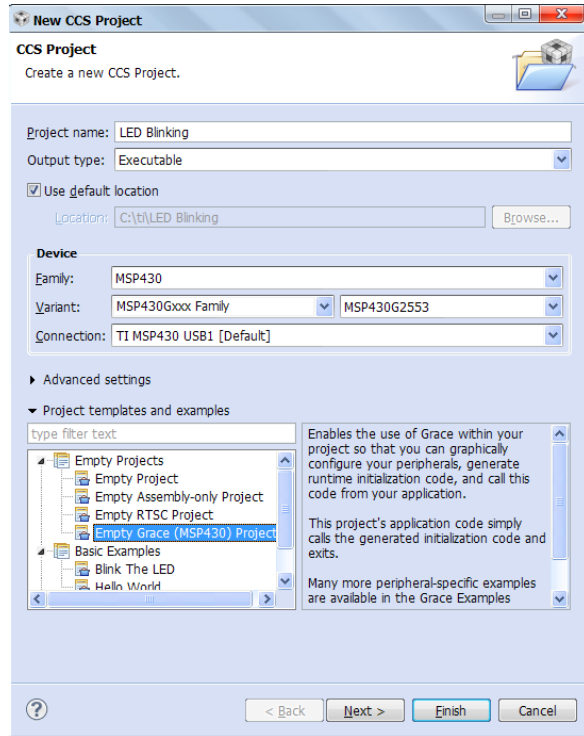 New CCS Project
CCS Project
Create a new CCS Project.
Project name: LED Blinking
Output type: Executable
Use default location
Location: C:\ti\LED Blinking Browse...
Device
Family: MSP430
Variant: MSP430Gxxx Family MSP430G2553
Connection: TI MSP430 USB1 [Default]
Advanced settings
Project templates and examples
type filter text
Empty Projects
Empty Project
Empty Assembly-only Project
Empty RTSC Project
Empty Grace (MSP430) Project
Basic Examples
Blink The LED
Hello World
Enables the use of Grace within your
project so that you can graphically
configure your peripherals, generate
runtime initialization code, and call this
code from your application.
This project's application code simply
calls the generated initialization code and
exits.
Many more peripheral-specific examples
are available in the Grace Examples
? < Back Next > Finish Cancel